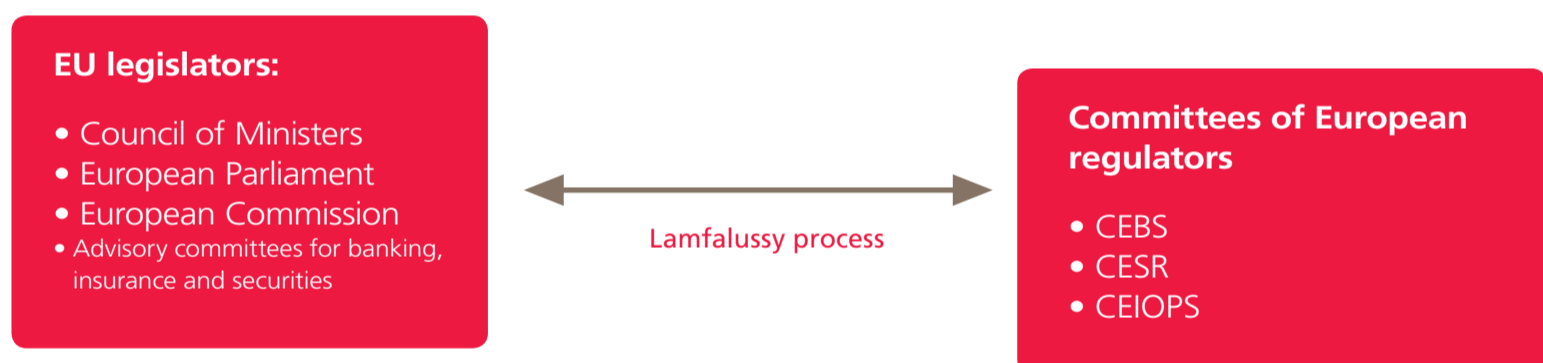 EU legislators:
• Council of Ministers
• European Parliament
• European Commission
• Advisory committees for banking,
insurance and securities
Lamfalussy process
Committees of European
regulators
• CEBS
• CESR
• CEIOPS